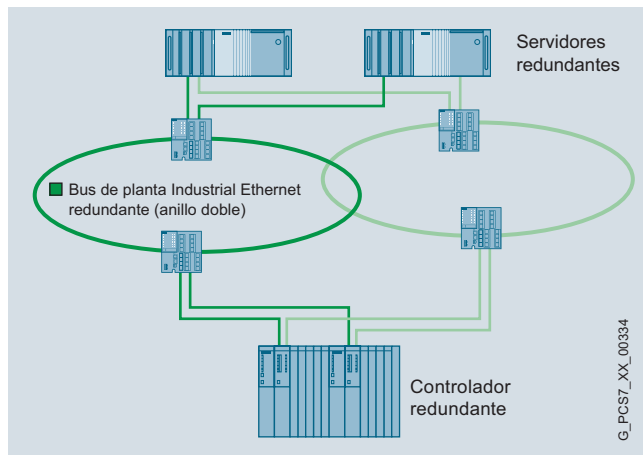 Servidores
redundantes
Bus de planta Industrial Ethernet
redundante (anillo doble)
Controlador
redundante
G_PCS7_XX_00334